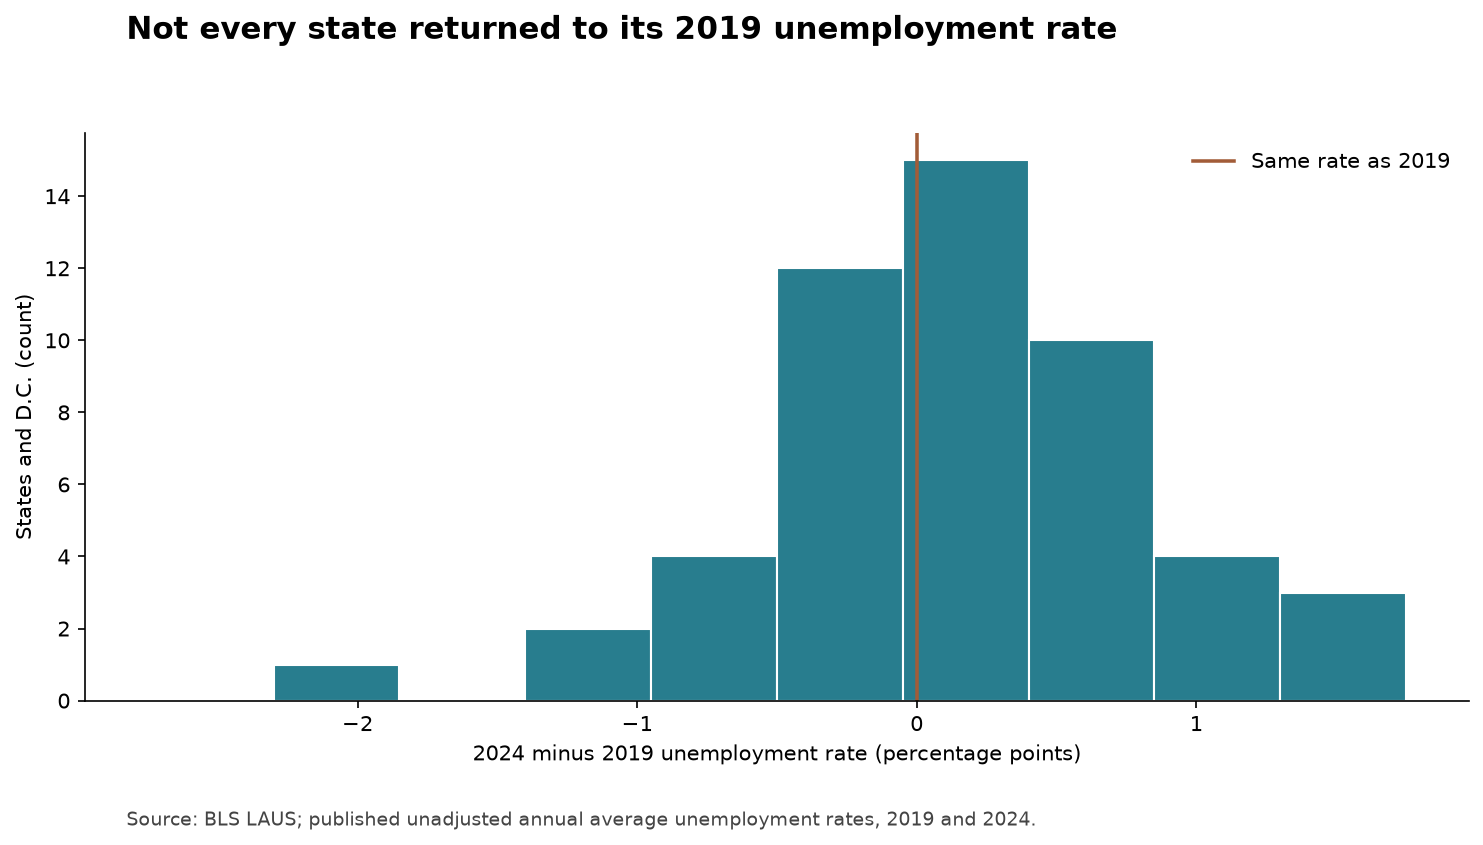 Not every state returned to its 2019 unemployment rate
Same rate as 2019
States and D.C. (count)
14
12
10
8
6
4
2
0
−2
−1
0
1
2024 minus 2019 unemployment rate (percentage points)
Source: BLS LAUS; published unadjusted annual average unemployment rates, 2019 and 2024.